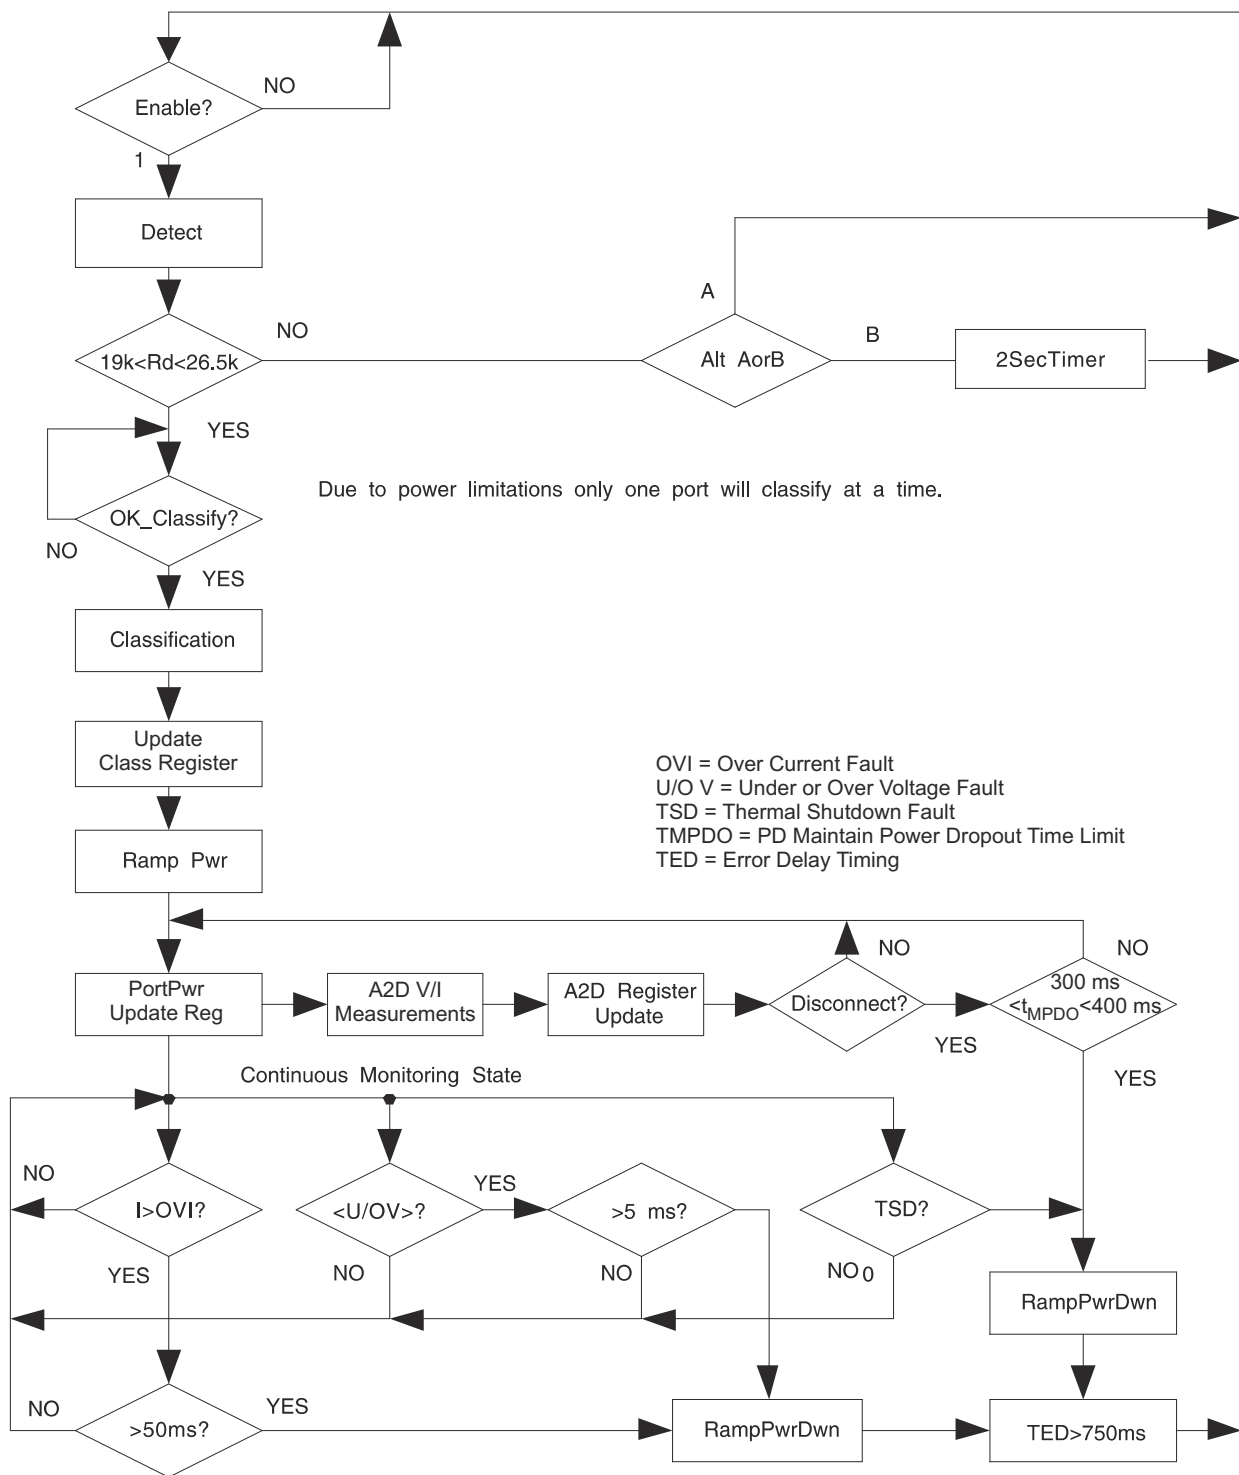 NO
Enable?
1
Detect
A
NO
B
19k<Rd<26.5k
Alt AorB
2SecTimer
YES
Due to power limitations only one port will classify at a time.
OK_Classify?
NO
YES
Classification
Update
Class Register
OVI = Over Current Fault
U/O V = Under or Over Voltage Fault
TSD = Thermal Shutdown Fault
TMPDO = PD Maintain Power Dropout Time Limit
TED = Error Delay Timing
Ramp Pwr
NO
NO
PortPwr
Update Reg
A2D V/I
Measurements
A2D Register
Update
Disconnect?
300 ms
<tMPDO<400 ms
YES
YES
Continuous Monitoring State
NO
YES
I>OVI?
<U/OV>?
>5 ms?
TSD?
YES
NO
NO
NO0
RampPwrDwn
NO
YES
>50ms?
RampPwrDwn
TED>750ms